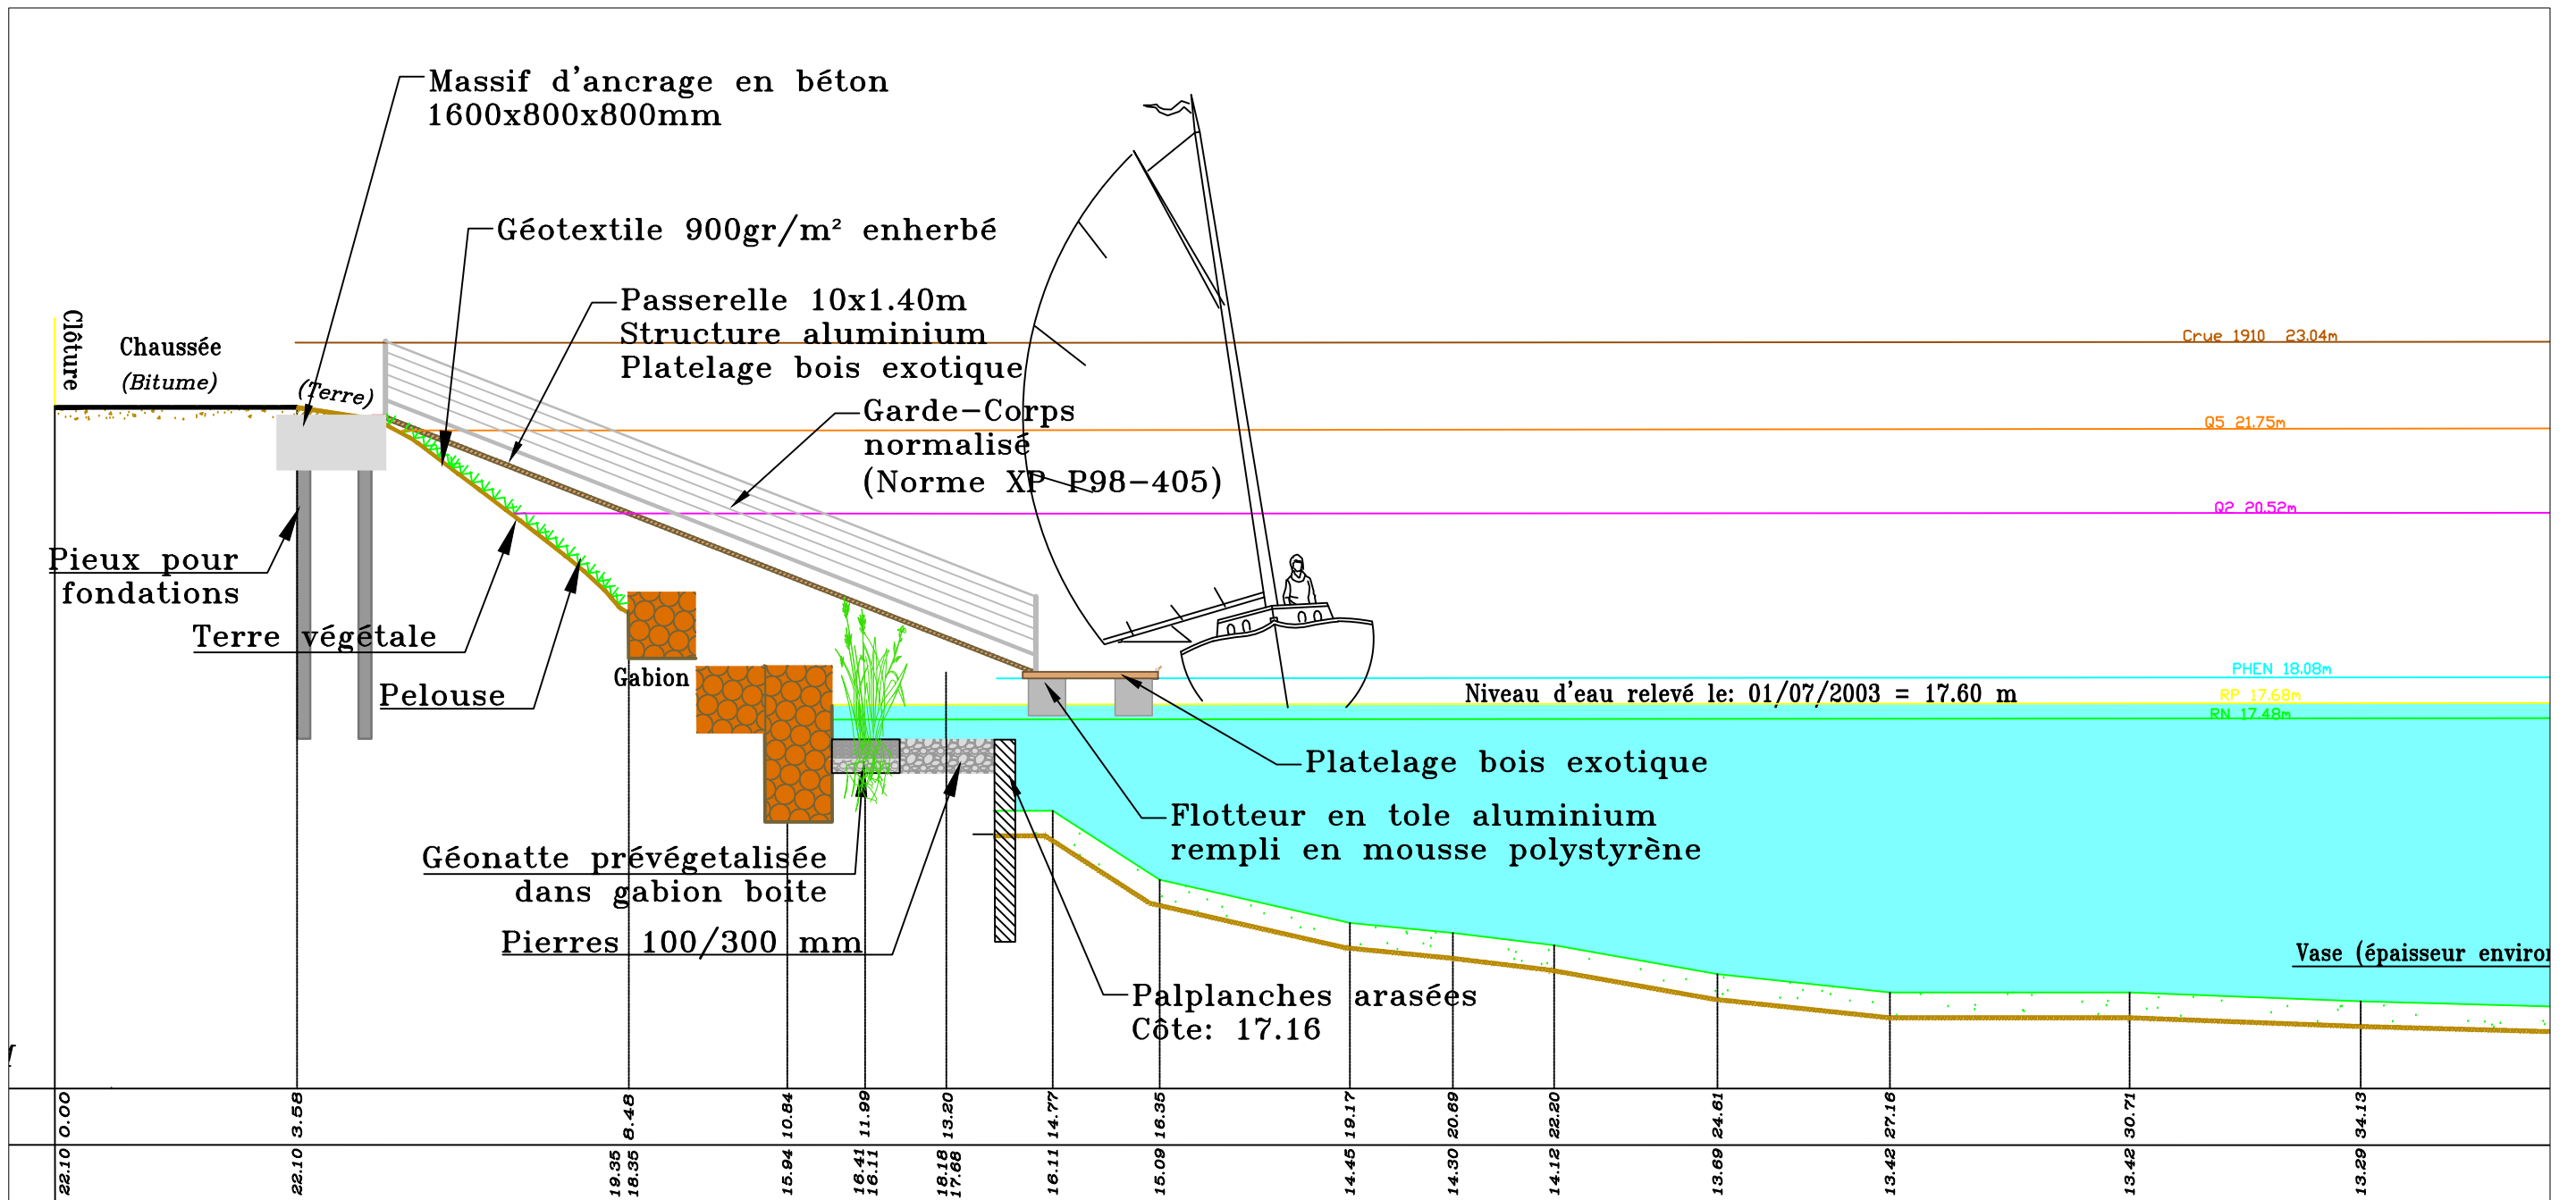 Massif d'ancrage en béton
1600x800x800mm
Géotextile 900gr/m² enherbé
Passerelle 10x1.40m
Structure aluminium
Platelage bois exotique
Clôture
Chaussée
(Bitume)
(Terre)
Crue 1910 23.04m
Garde-Corps
normalisé
(Norme XP P98-405)
Q5 21.75m
Q2 20.52m
Pieux pour
fondations
Terre végétale
Pelouse
Gabion
PHEN 18.08m
Niveau d'eau relevé le: 01/07/2003 = 17.60 m
RP 17.68m
RN 17.48m
Platelage bois exotique
Flotteur en tole aluminium
rempli en mousse polystyrène
Géonatte prévégetalisée
dans gabion boite
Pierres 100/300 mm
Vase (épaisseur environ
Palplanches arasées
Côte: 17.16
0.00 3.58 8.48 10.84 11.99 13.20 14.77 16.35 19.17 20.69 22.20 24.61 27.16 30.71 34.13
22.10 22.10 19.35 18.35 15.94 16.41 16.11 18.18 17.68 16.11 15.09 14.45 14.30 14.12 13.69 13.42 13.42 13.29